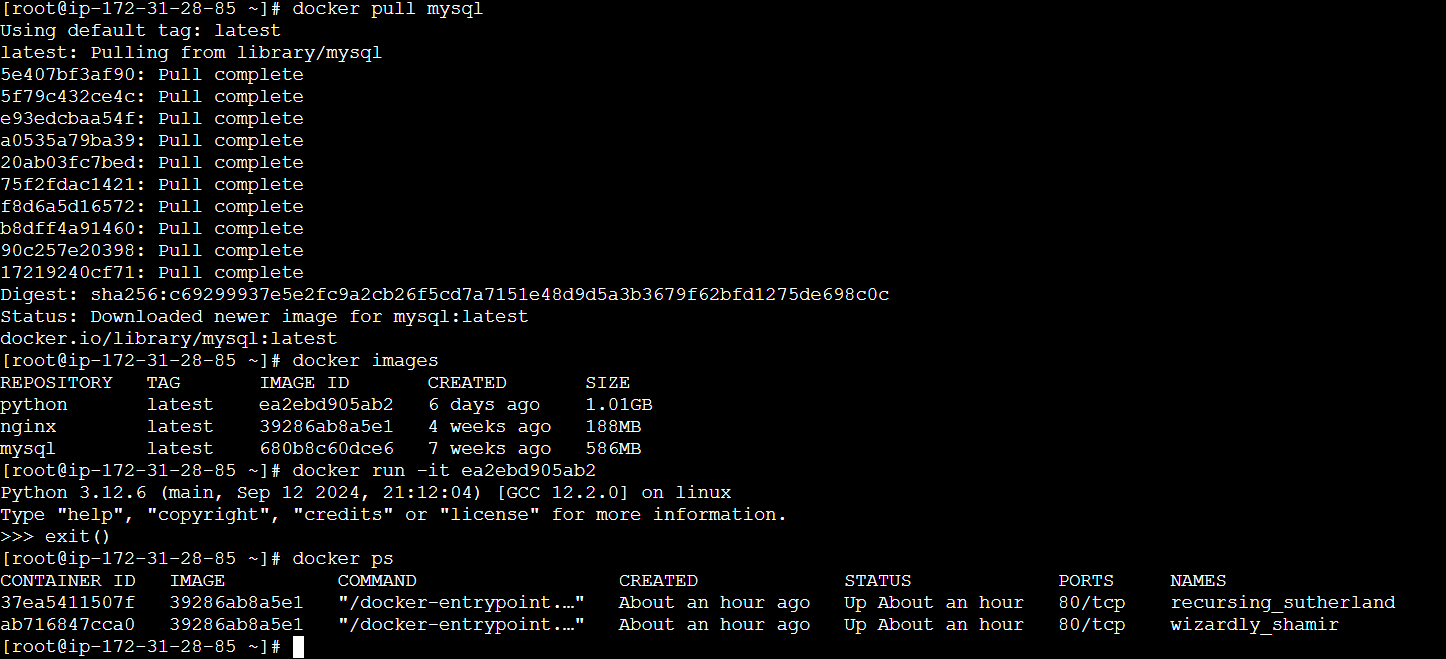 [root@ip-172-31-28-85 ~]# docker pull mysql
Using default tag: latest
latest: Pulling from library/mysql
5e407bf3af90: Pull complete
5f79c432ce4c: Pull complete
e93edcbaa54f: Pull complete
a0535a79ba39: Pull complete
20ab03fc7bed: Pull complete
75f2fdac1421: Pull complete
f8d6a5d16572: Pull complete
b8dff4a91460: Pull complete
90c257e20398: Pull complete
17219240cf71: Pull complete
Digest: sha256:c69299937e5e2fc9a2cb26f5cd7a7151e48d9d5a3b3679f62bfd1275de698c0c
Status: Downloaded newer image for mysql:latest
docker.io/library/mysql:latest
[root@ip-172-31-28-85 ~]# docker images
REPOSITORY   TAG       IMAGE ID       CREATED       SIZE
python       latest    ea2ebd905ab2   6 days ago    1.01GB
nginx        latest    39286ab8a5e1   4 weeks ago   188MB
mysql        latest    680b8c60dce6   7 weeks ago   586MB
[root@ip-172-31-28-85 ~]# docker run -it ea2ebd905ab2
Python 3.12.6 (main, Sep 12 2024, 21:12:04) [GCC 12.2.0] on linux
Type "help", "copyright", "credits" or "license" for more information.
>>> exit()
[root@ip-172-31-28-85 ~]# docker ps
CONTAINER ID   IMAGE          COMMAND                  CREATED             STATUS             PORTS     NAMES
37ea5411507f   39286ab8a5e1   "/docker-entrypoint.…"   About an hour ago   Up About an hour   80/tcp    recursing_sutherland
ab716847cca0   39286ab8a5e1   "/docker-entrypoint.…"   About an hour ago   Up About an hour   80/tcp    wizardly_shamir
[root@ip-172-31-28-85 ~]#